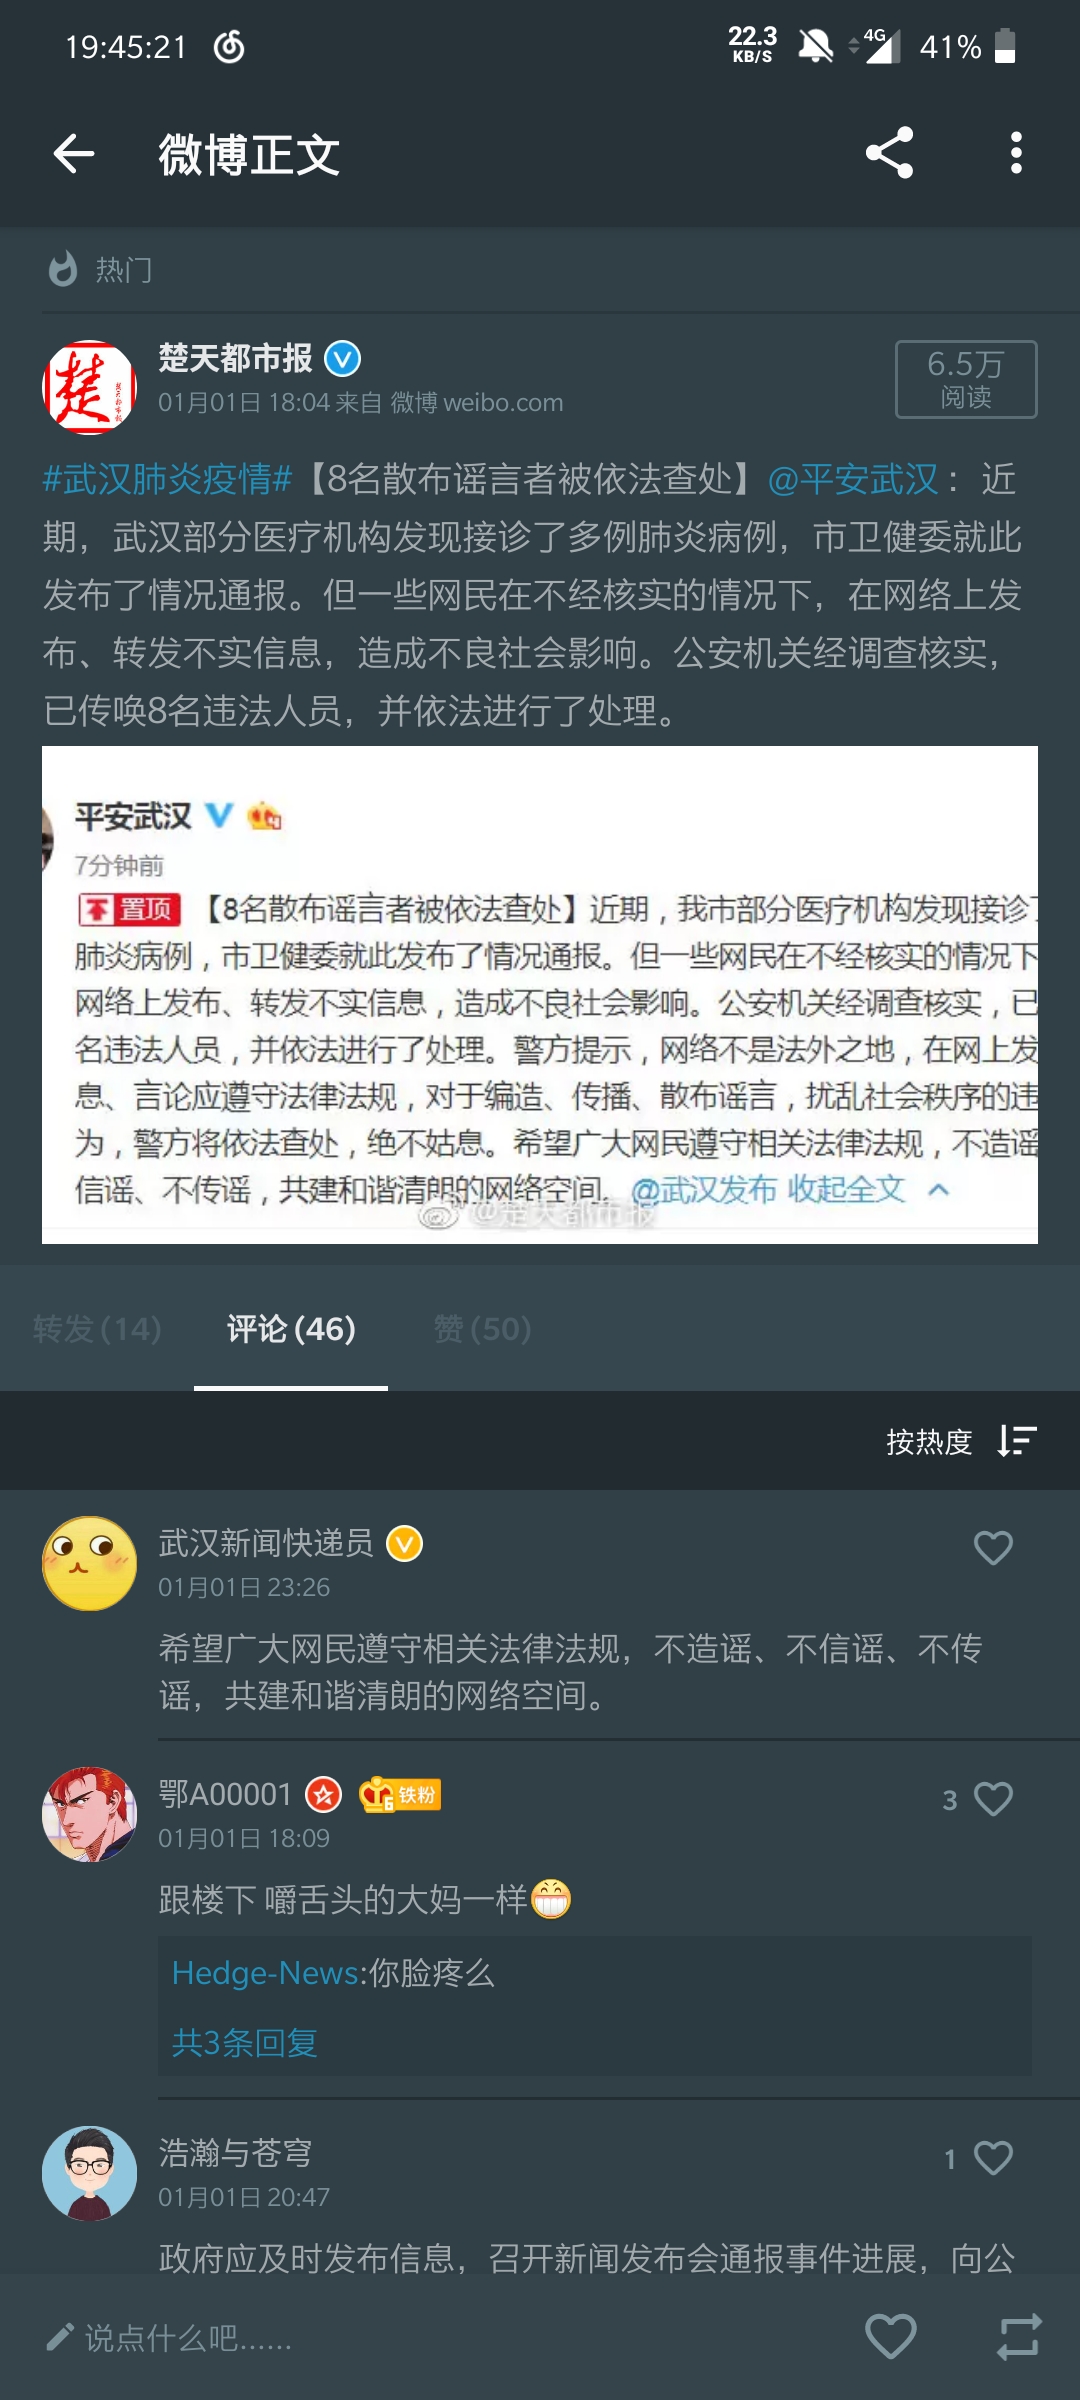 19:45:21
22.3
KB/S
4G
41%
微博正文
热门
楚天都市报
01月01日 18:04 来自 微博 weibo.com
6.5万
阅读
#武汉肺炎疫情#【8名散布谣言者被依法查处】@平安武汉： 近
期，武汉部分医疗机构发现接诊了多例肺炎病例，市卫健委就此
发布了情况通报。但一些网民在不经核实的情况下，在网络上发
布、转发不实信息，造成不良社会影响。公安机关经调查核实，
已传唤8名违法人员，并依法进行了处理。
平安武汉
7分钟前
置顶 【8名散布谣言者被依法查处】近期，我市部分医疗机构发现接诊了
肺炎病例，市卫健委就此发布了情况通报。但一些网民在不经核实的情况下
网络上发布、转发不实信息，造成不良社会影响。公安机关经调查核实，已
名违法人员，并依法进行了处理。警方提示，网络不是法外之地，在网上发
息、言论应遵守法律法规，对于编造、传播、散布谣言，扰乱社会秩序的违
为，警方将依法查处，绝不姑息。希望广大网民遵守相关法律法规，不造谣
信谣、不传谣，共建和谐清朗的网络空间。@武汉发布 收起全文
@楚天都市报
转发(14)
评论(46)
赞(50)
按热度
武汉新闻快递员
01月01日 23:26
希望广大网民遵守相关法律法规，不造谣、不信谣、不传
谣，共建和谐清朗的网络空间。
鄂A00001
铁粉
3
01月01日 18:09
跟楼下 嚼舌头的大妈一样
Hedge-News:你脸疼么
共3条回复
浩瀚与苍穹
1
01月01日 20:47
政府应及时发布信息，召开新闻发布会通报事件进展，向公
说点什么吧......